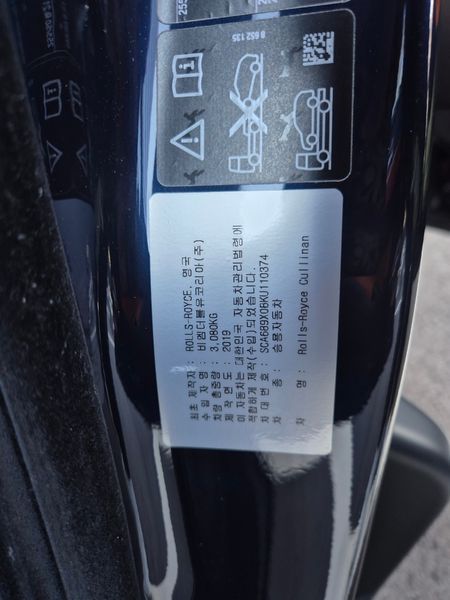 8 652 135
최초 제작자 : ROLLS-ROYCE, 영국
수입 자명 : 비엠더블유코리아(주)
차량 총중량 : 3,080KG
제작 연도 : 2019
이 자동차는 대한민국 자동차관리법령에
적합하게 제작(수입)되었습니다.
차대 번호 : SCA689X0BKU110374
차 종 : 승용자동차
차 명 : Rolls-Royce Cullinan